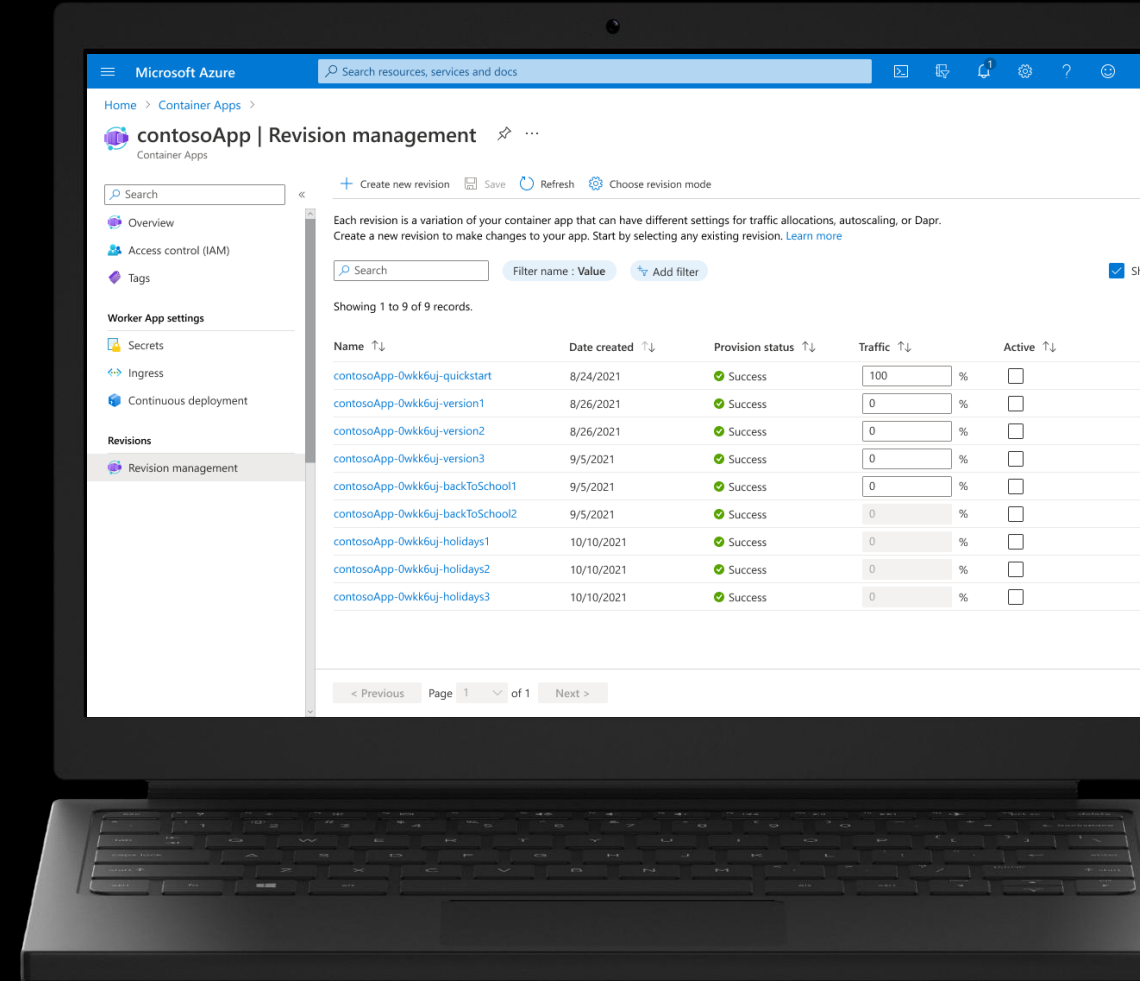 Microsoft Azure
Search resources, services and docs
1
Home > Container Apps >
contosoApp | Revision management
Container Apps
Search
«
Overview
Access control (IAM)
Tags
Worker App settings
Secrets
Ingress
Continuous deployment
Revisions
Revision management
Create new revision Save Refresh Choose revision mode
Each revision is a variation of your container app that can have different settings for traffic allocations, autoscaling, or Dapr.
Create a new revision to make changes to your app. Start by selecting any existing revision. Learn more
Search Filter name : Value Add filter
Showing 1 to 9 of 9 records.
Name Date created Provision status Traffic Active
contosoApp-0wkk6uj-quickstart 8/24/2021 Success 100 %
contosoApp-0wkk6uj-version1 8/26/2021 Success 0 %
contosoApp-0wkk6uj-version2 8/26/2021 Success 0 %
contosoApp-0wkk6uj-version3 9/5/2021 Success 0 %
contosoApp-0wkk6uj-backToSchool1 9/5/2021 Success 0 %
contosoApp-0wkk6uj-backToSchool2 9/5/2021 Success 0 %
contosoApp-0wkk6uj-holidays1 10/10/2021 Success 0 %
contosoApp-0wkk6uj-holidays2 10/10/2021 Success 0 %
contosoApp-0wkk6uj-holidays3 10/10/2021 Success 0 %
< Previous Page 1 of 1 Next >